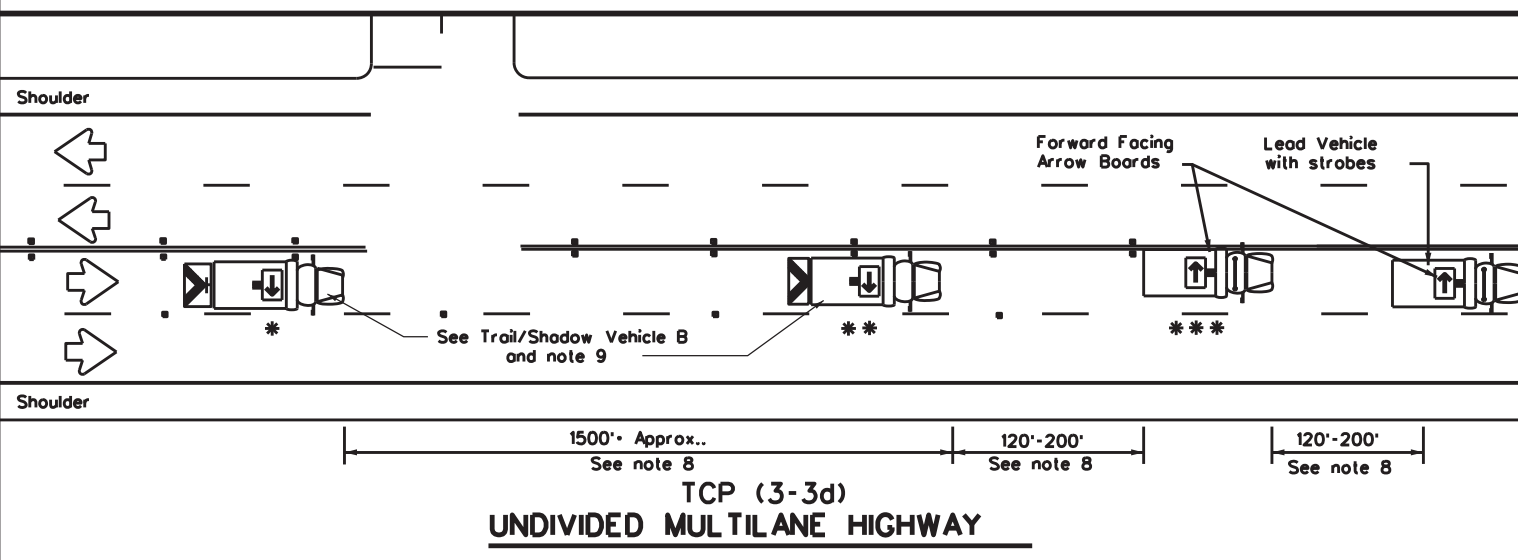 Shoulder
Forward Facing
Arrow Boards
Lead Vehicle
with strobes
*
* *
* * *
See Trail/Shadow Vehicle B
and note 9
Shoulder
1500'· Approx..
See note 8
120'-200'
See note 8
120'-200'
See note 8
TCP (3-3d)
UNDIVIDED MULTILANE HIGHWAY